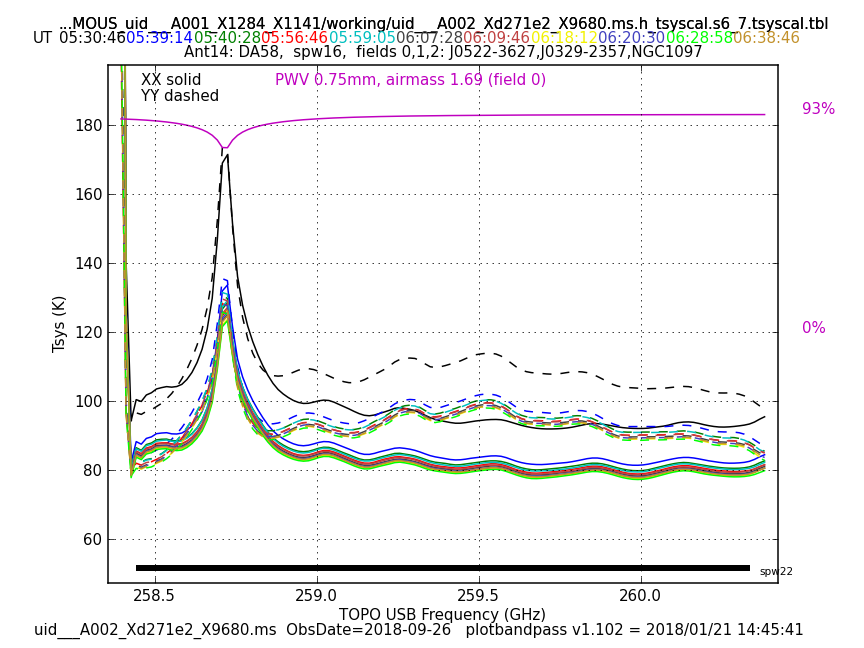 ...MOUS_uid___A001_X1284_X1141/working/uid___A002_Xd271e2_X9680.ms.h_tsyscal.s6_7.tsyscal.tbl
UT 05:30:46 05:39:14 05:40:28 05:56:46 05:59:05 06:07:28 06:09:46 06:18:12 06:20:30 06:28:58 06:38:46
Ant14: DA58, spw16, fields 0,1,2: J0522-3627,J0329-2357,NGC1097
XX solid
PWV 0.75mm, airmass 1.69 (field 0)
YY dashed
93%
180
160
140
120
0%
100
80
60
Tsys (K)
spw22
258.5 259.0 259.5 260.0
TOPO USB Frequency (GHz)
uid___A002_Xd271e2_X9680.ms ObsDate=2018-09-26 plotbandpass v1.102 = 2018/01/21 14:45:41